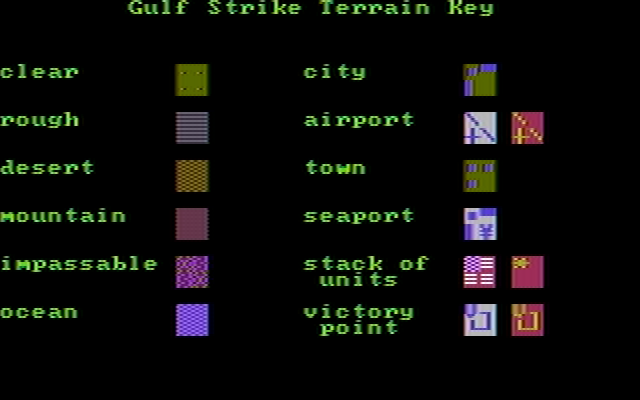 Gulf Strike Terrain Key
clear
city
rough
airport
desert
town
mountain
seaport
impassable
stack of
units
ocean
victory
point